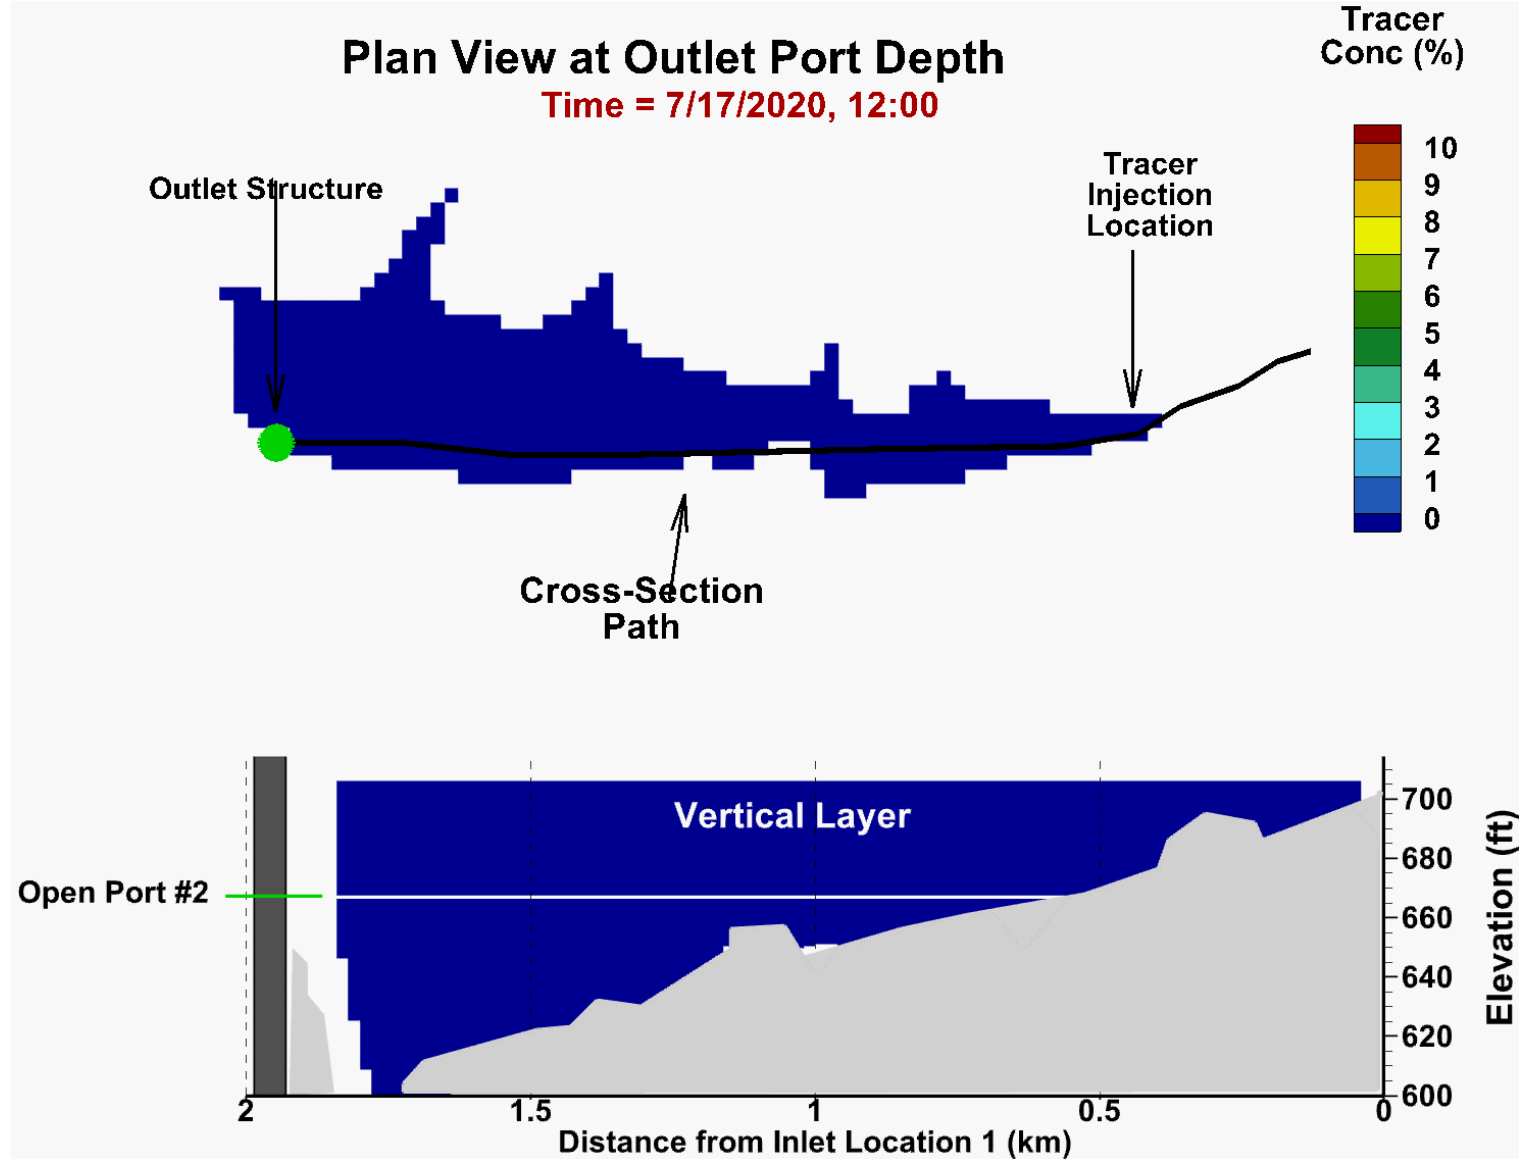 Plan View at Outlet Port Depth
Time = 7/17/2020, 12:00
Tracer
Conc (%)
10
9
8
7
6
5
4
3
2
1
0
Outlet Structure
Tracer
Injection
Location
Cross-Section
Path
Vertical Layer
Open Port #2
700
680
660
640
620
600
Elevation (ft)
2
1.5
1
0.5
0
Distance from Inlet Location 1 (km)